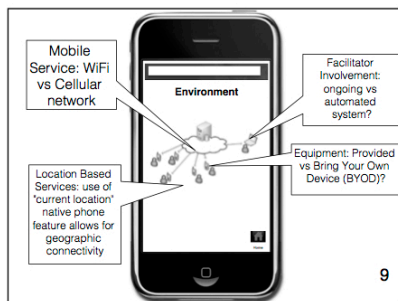 Mobile
Service: WiFi
vs Cellular
network
Facilitator
Involvement:
ongoing vs
automated
system?
Environment
Equipment: Provided
vs Bring Your Own
Device (BYOD)?
Location Based
Services: use of
"current location"
native phone
feature allows for
geographic
connectivity
Home
9